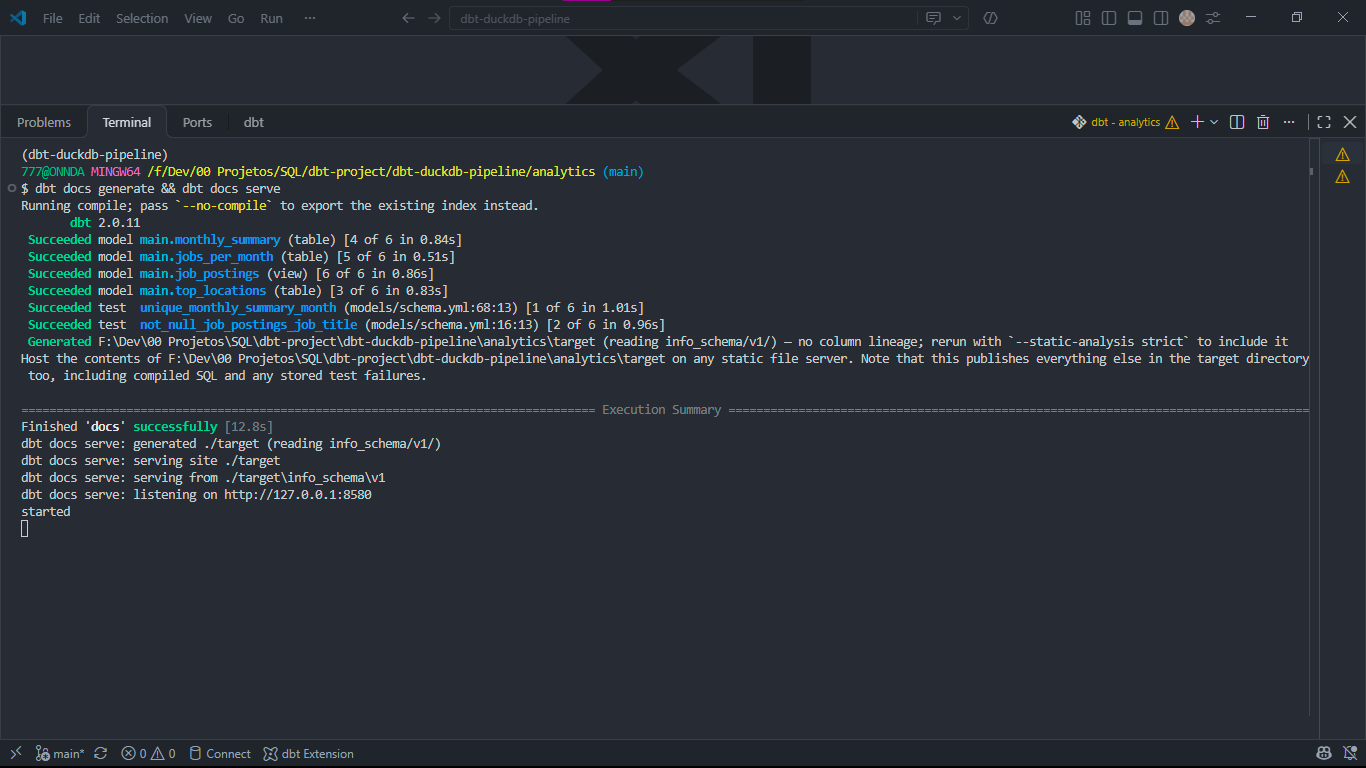 File Edit Selection View Go Run ···
dbt-duckdb-pipeline
Problems Terminal Ports dbt
dbt - analytics
(dbt-duckdb-pipeline)
777@ONNDA MINGW64 /f/Dev/00 Projetos/SQL/dbt-project/dbt-duckdb-pipeline/analytics (main)
$ dbt docs generate && dbt docs serve
Running compile; pass `--no-compile` to export the existing index instead.
dbt 2.0.11
Succeeded model main.monthly_summary (table) [4 of 6 in 0.84s]
Succeeded model main.jobs_per_month (table) [5 of 6 in 0.51s]
Succeeded model main.job_postings (view) [6 of 6 in 0.86s]
Succeeded model main.top_locations (table) [3 of 6 in 0.83s]
Succeeded test unique_monthly_summary_month (models/schema.yml:68:13) [1 of 6 in 1.01s]
Succeeded test not_null_job_postings_job_title (models/schema.yml:16:13) [2 of 6 in 0.96s]
Generated F:\Dev\00 Projetos\SQL\dbt-project\dbt-duckdb-pipeline\analytics\target (reading info_schema/v1/) — no column lineage; rerun with `--static-analysis strict` to include it
Host the contents of F:\Dev\00 Projetos\SQL\dbt-project\dbt-duckdb-pipeline\analytics\target on any static file server. Note that this publishes everything else in the target directory
too, including compiled SQL and any stored test failures.
================================================================================== Execution Summary ===================================================================================
Finished 'docs' successfully [12.8s]
dbt docs serve: generated ./target (reading info_schema/v1/)
dbt docs serve: serving site ./target
dbt docs serve: serving from ./target\info_schema\v1
dbt docs serve: listening on http://127.0.0.1:8580
started
main* 0 0 Connect dbt Extension